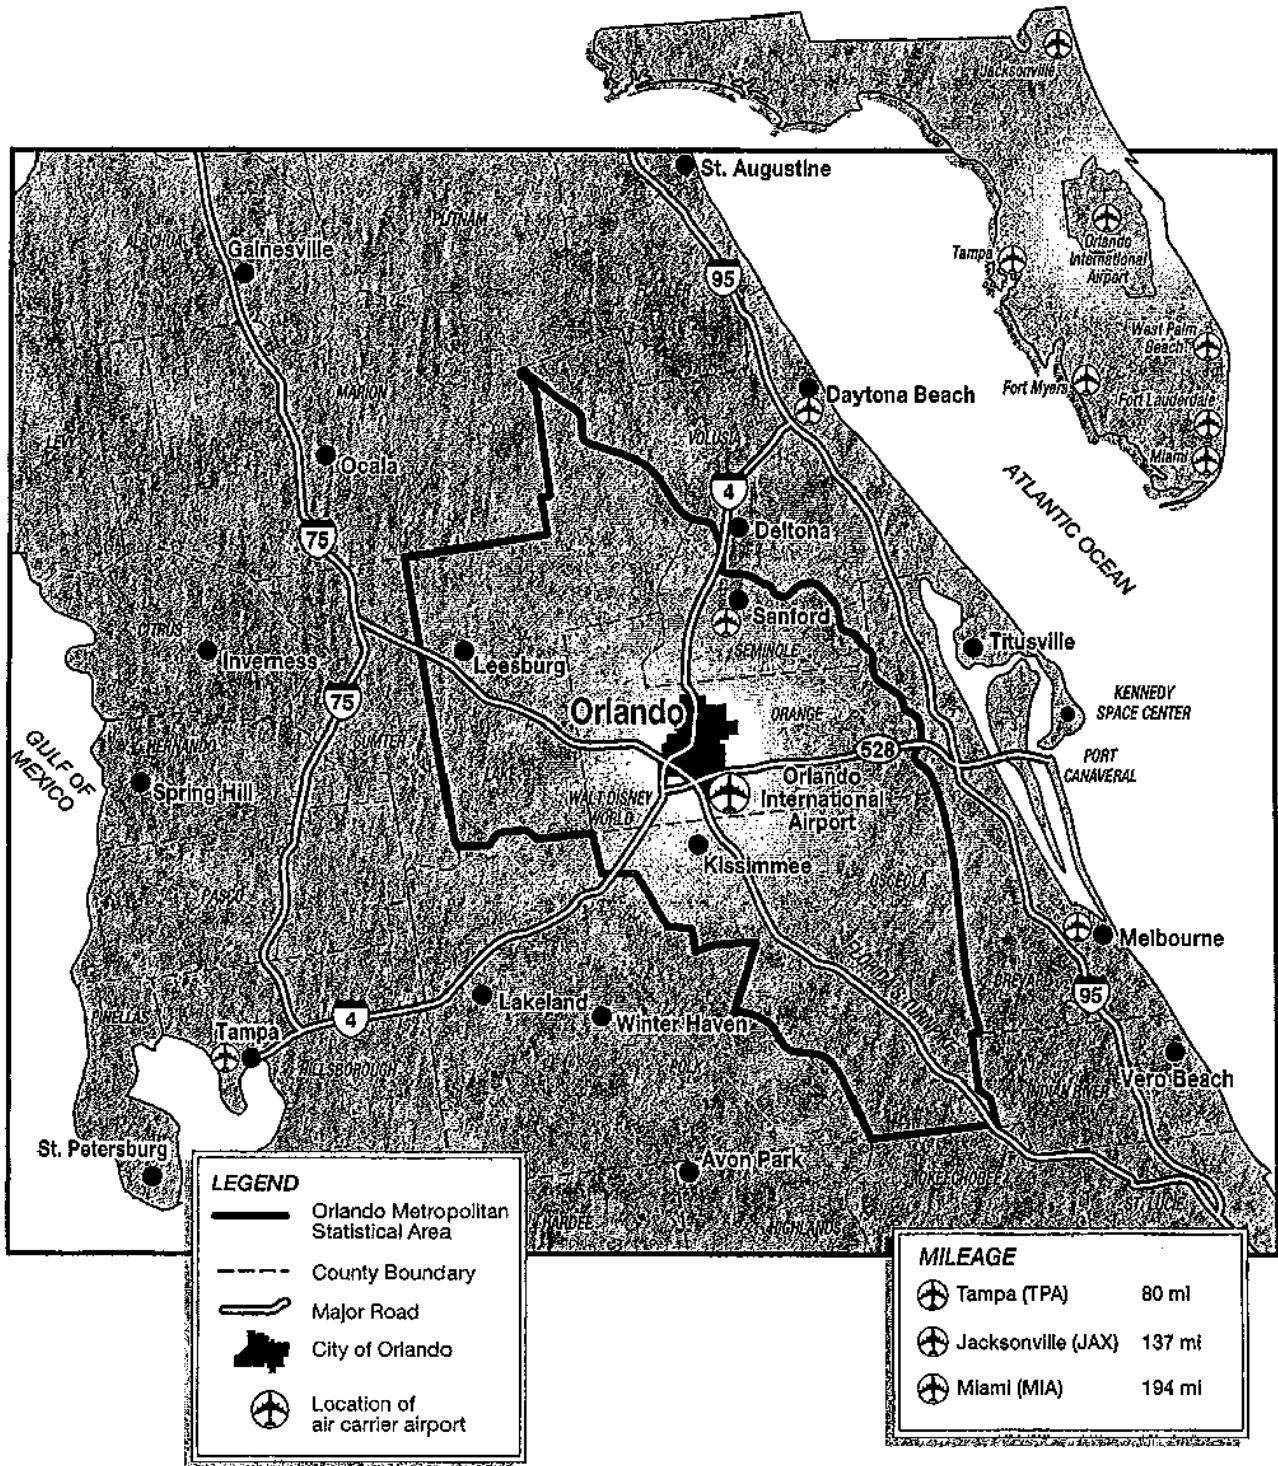 Jacksonville
St. Augustine
PUTNAM
ALACHUA
Gainesville
95
Tampa
Orlando
International
Airport
FLAGLER
West Palm
Beach
Fort Myers
Fort Lauderdale
Miami
MARION
Daytona Beach
LEVY
Ocala
VOLUSIA
ATLANTIC OCEAN
4
75
Deltona
CITRUS
Sanford
Titusville
Inverness
Leesburg
SEMINOLE
75
KENNEDY
SPACE CENTER
Orlando
ORANGE
GULF OF
MEXICO
HERNANDO
SUMTER
528
PORT
CANAVERAL
Spring Hill
LAKE
WALT DISNEY
WORLD
Orlando
International
Airport
Kissimmee
PASCO
OSCEOLA
Melbourne
FLORIDA'S TURNPIKE
Lakeland
95
4
Winter Haven
Tampa
HILLSBOROUGH
POLK
Vero Beach
INDIAN RIVER
St. Petersburg
Avon Park
OKEECHOBEE
ST. LUCIE
HARDEE
HIGHLANDS
LEGEND
Orlando Metropolitan
Statistical Area
County Boundary
Major Road
City of Orlando
Location of
air carrier airport
MILEAGE
Tampa (TPA) 80 mi
Jacksonville (JAX) 137 mi
Miami (MIA) 194 mi